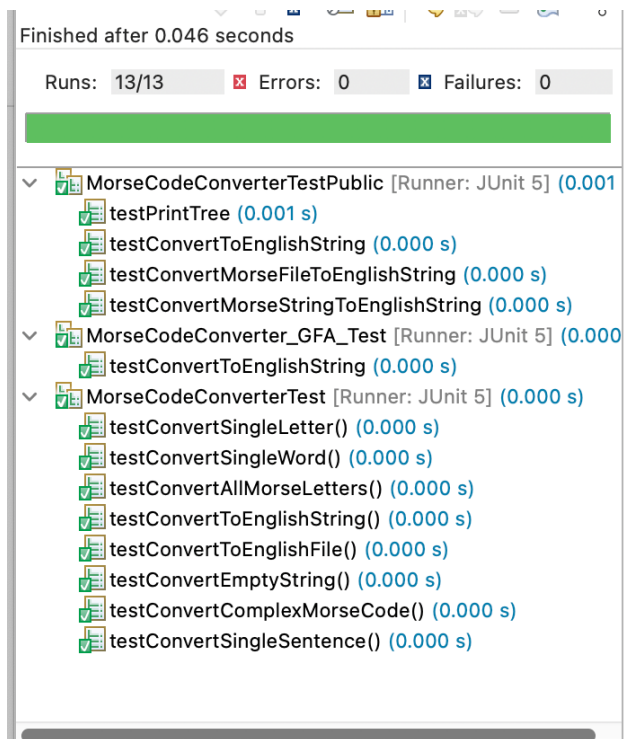 Finished after 0.046 seconds
Runs: 13/13 Errors: 0 Failures: 0
MorseCodeConverterTestPublic [Runner: JUnit 5] (0.001
testPrintTree (0.001 s)
testConvertToEnglishString (0.000 s)
testConvertMorseFileToEnglishString (0.000 s)
testConvertMorseStringToEnglishString (0.000 s)
MorseCodeConverter_GFA_Test [Runner: JUnit 5] (0.000
testConvertToEnglishString (0.000 s)
MorseCodeConverterTest [Runner: JUnit 5] (0.000 s)
testConvertSingleLetter() (0.000 s)
testConvertSingleWord() (0.000 s)
testConvertAllMorseLetters() (0.000 s)
testConvertToEnglishString() (0.000 s)
testConvertToEnglishFile() (0.000 s)
testConvertEmptyString() (0.000 s)
testConvertComplexMorseCode() (0.000 s)
testConvertSingleSentence() (0.000 s)